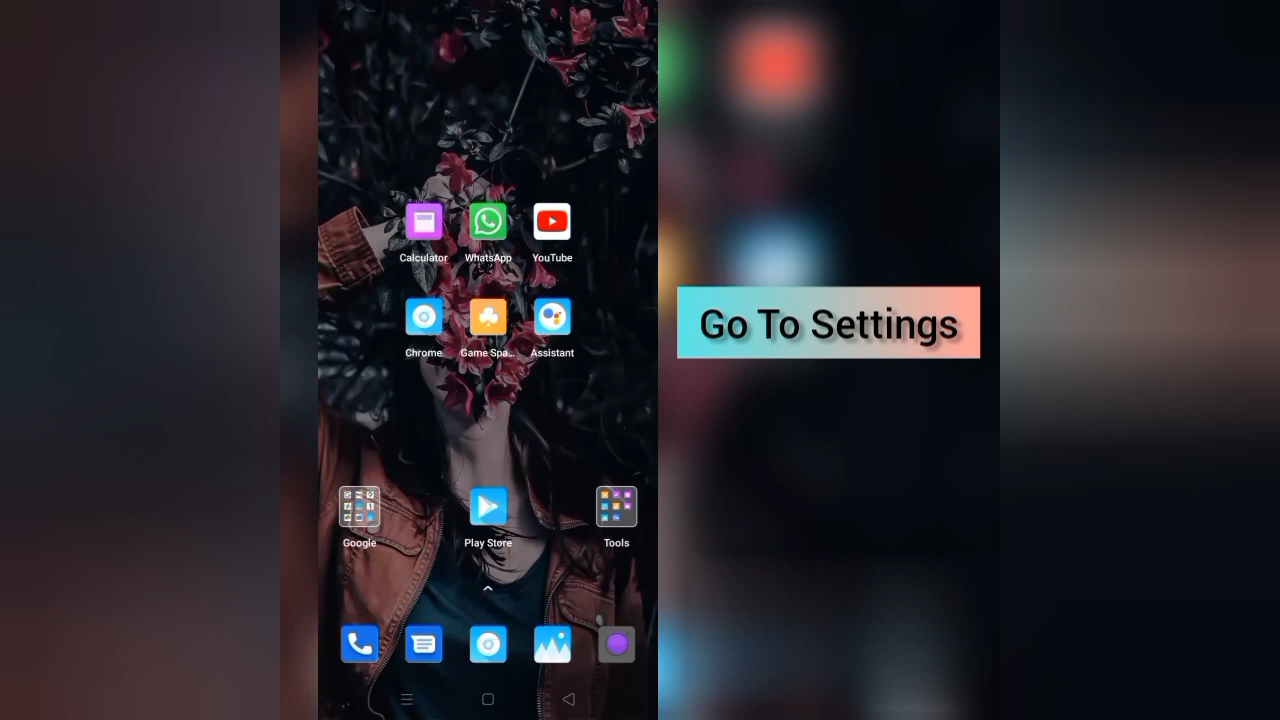 Calculator WhatsApp YouTube
Chrome Game Spa... Assistant
Google Play Store Tools
Go To Settings